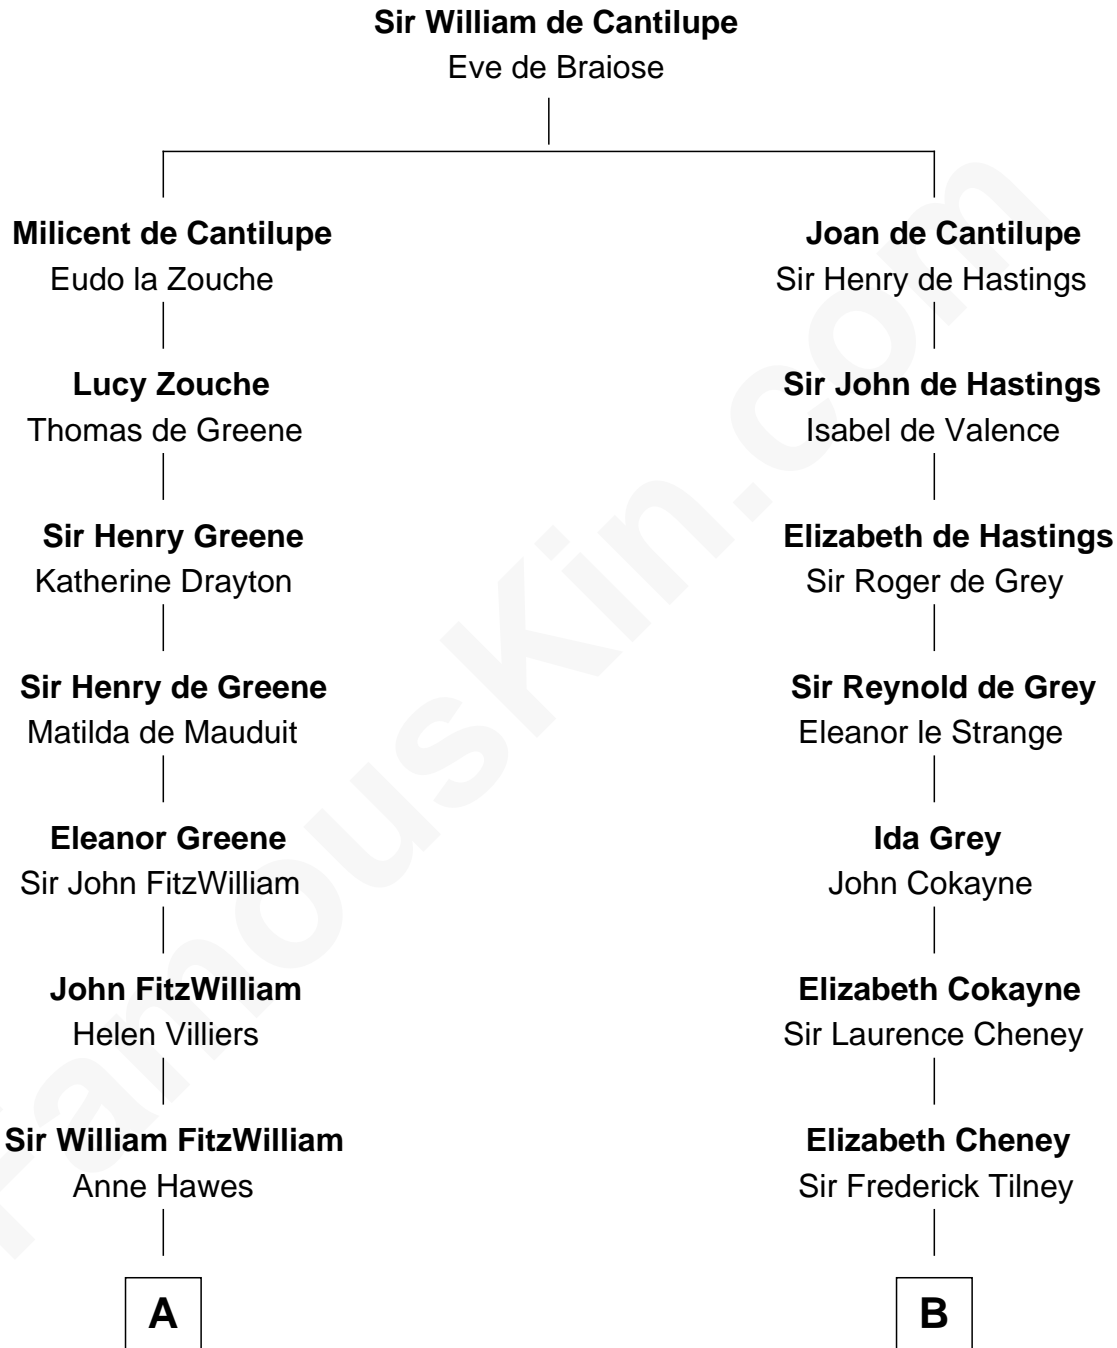 Sir William de Cantilupe
Eve de Braiose
Milicent de Cantilupe
Eudo la Zouche
Joan de Cantilupe
Sir Henry de Hastings
Lucy Zouche
Thomas de Greene
Sir John de Hastings
Isabel de Valence
Sir Henry Greene
Katherine Drayton
Elizabeth de Hastings
Sir Roger de Grey
Sir Henry de Greene
Matilda de Mauduit
Sir Reynold de Grey
Eleanor le Strange
Eleanor Greene
Sir John FitzWilliam
Ida Grey
John Cokayne
John FitzWilliam
Helen Villiers
Elizabeth Cokayne
Sir Laurence Cheney
Sir William FitzWilliam
Anne Hawes
Elizabeth Cheney
Sir Frederick Tilney
A
B
FamousKin.com